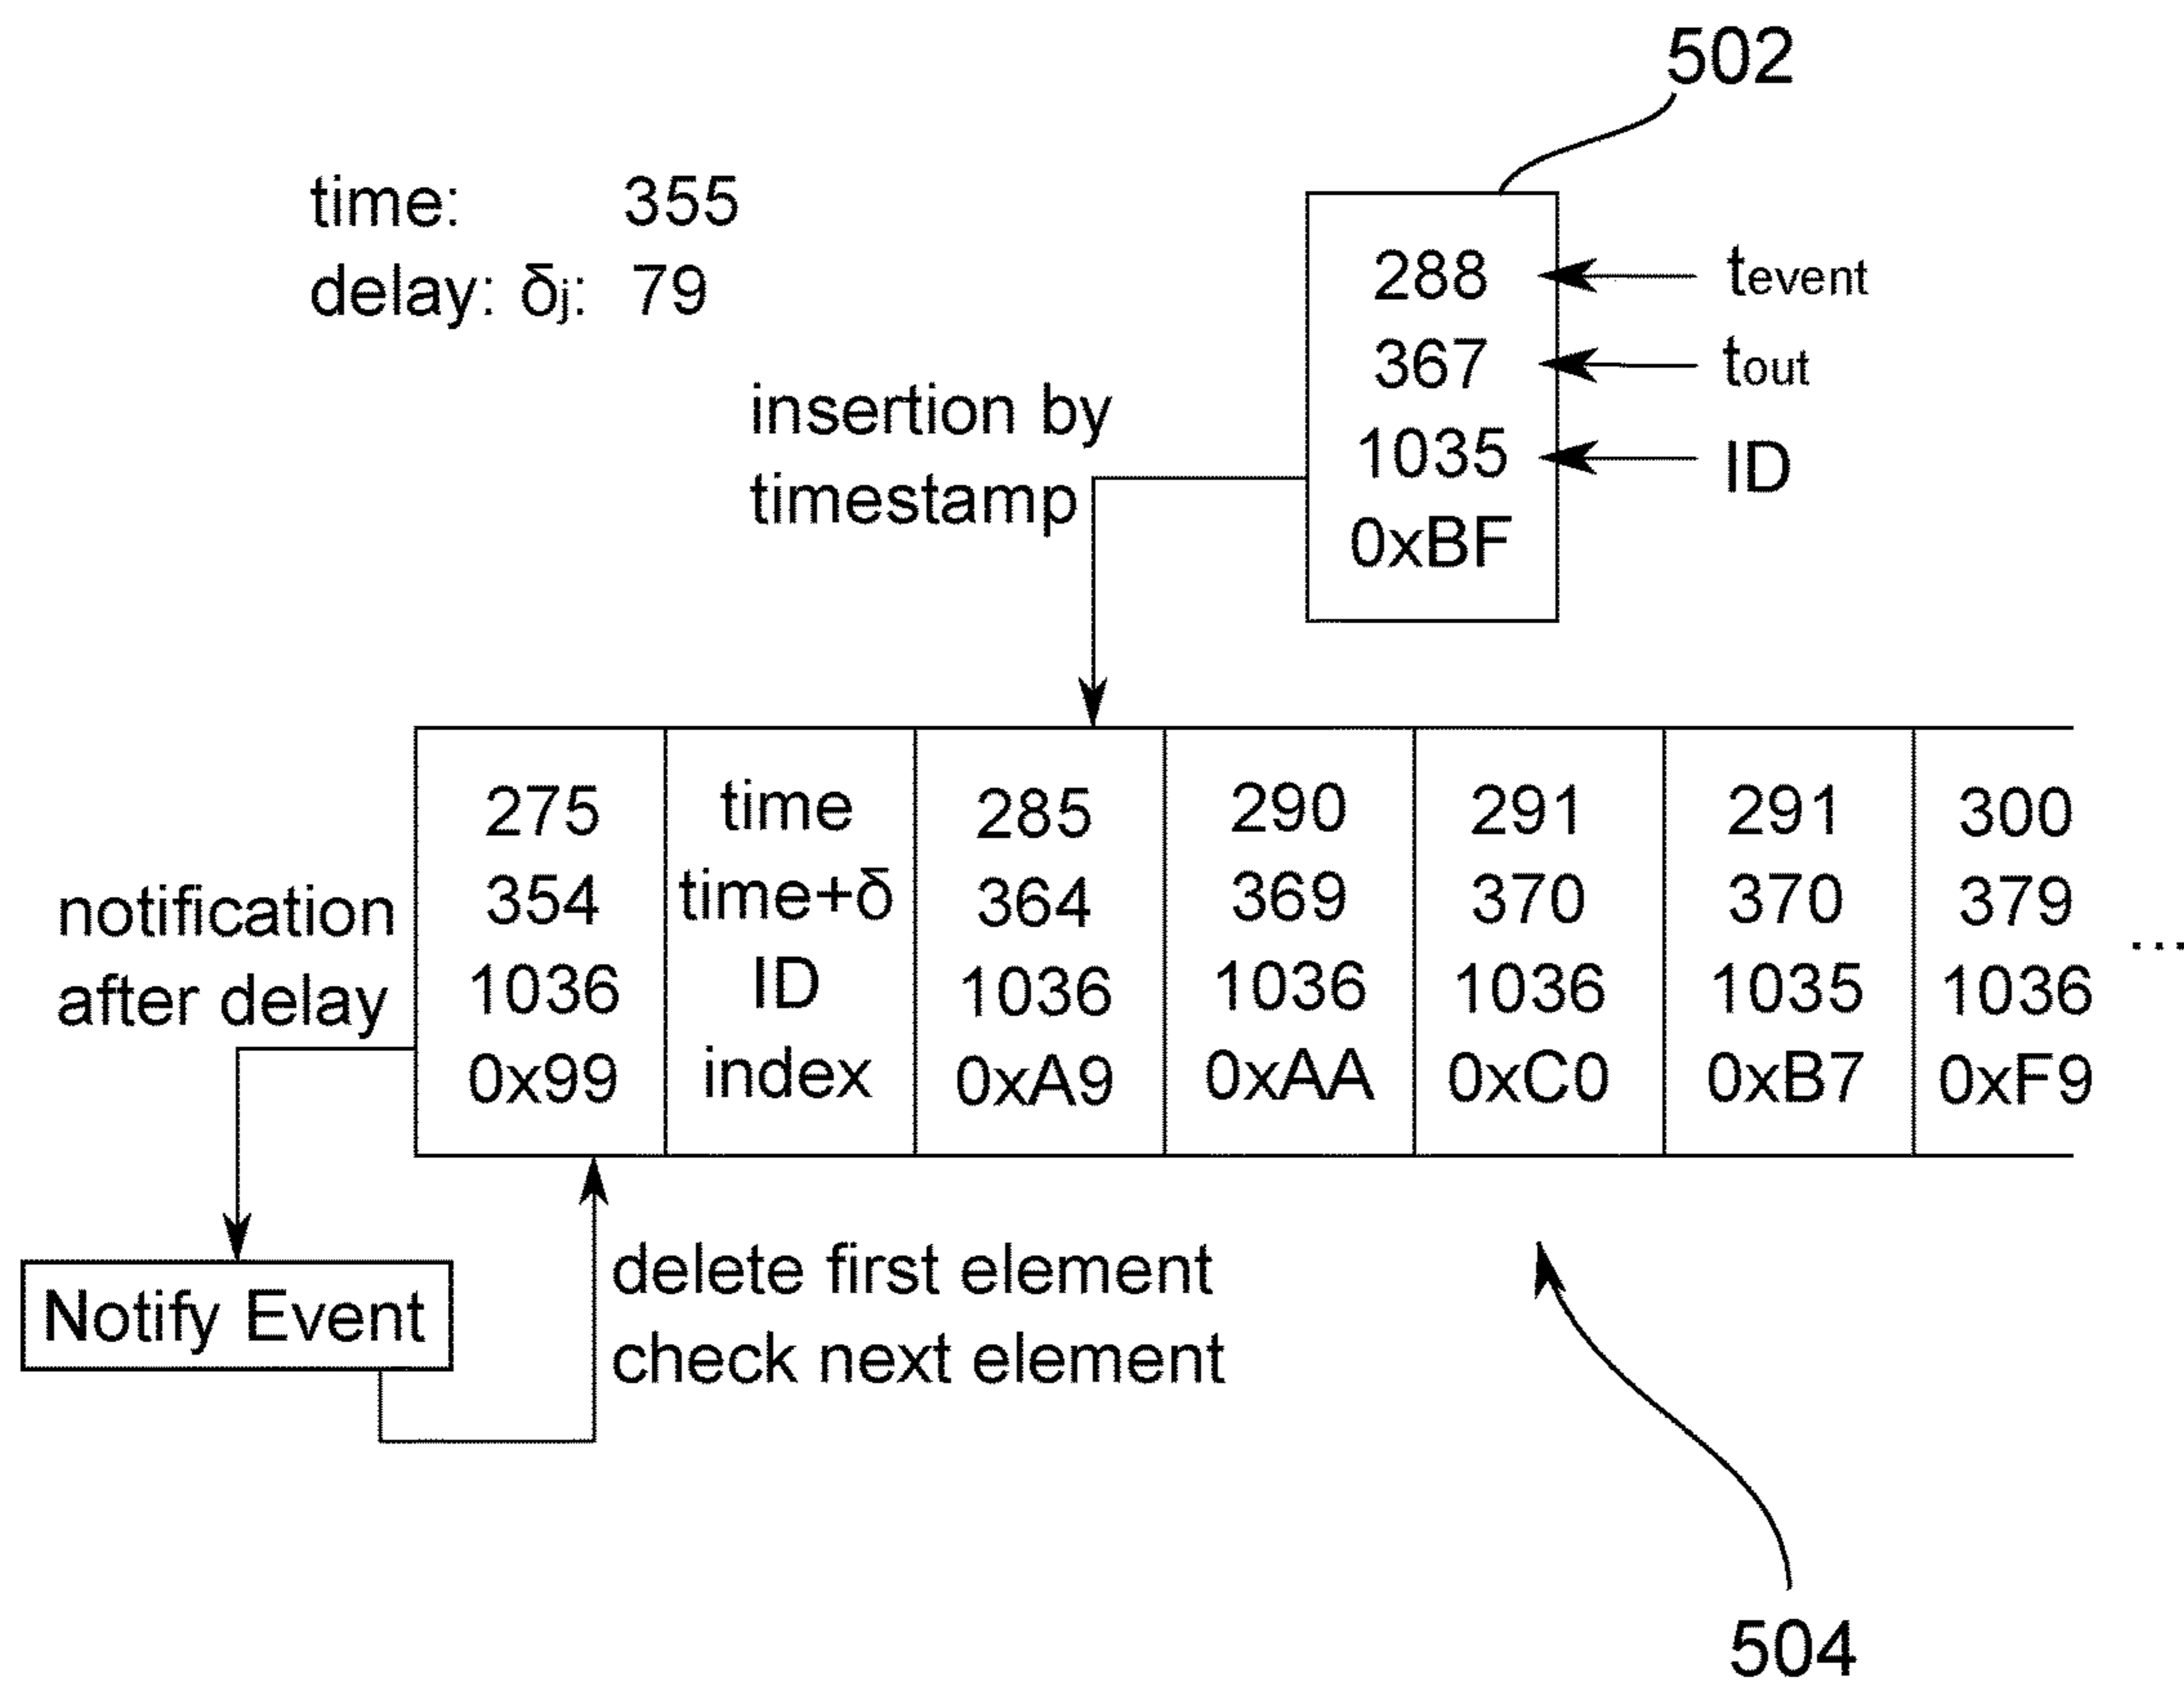 502
time: 355
delay: δj: 79
288
367
1035
0xBF
tevent
tout
ID
insertion by
timestamp
275 time 285 290 291 291 300
354 time+δ 364 369 370 370 379
1036 ID 1036 1036 1036 1035 1036
0x99 index 0xA9 0xAA 0xC0 0xB7 0xF9
...
notification
after delay
Notify Event
delete first element
check next element
504